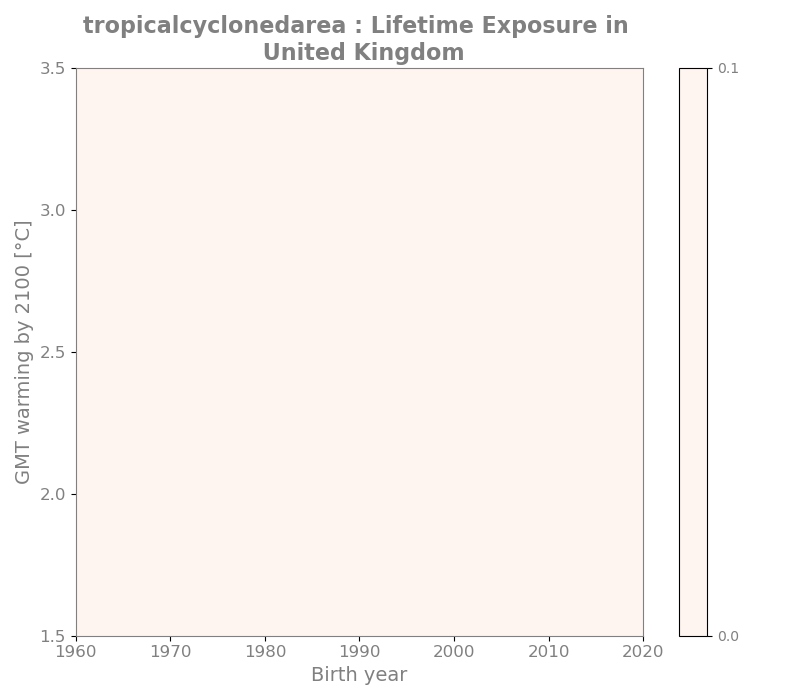 tropicalcyclonedarea : Lifetime Exposure in
United Kingdom
3.5
3.0
2.5
2.0
1.5
GMT warming by 2100 [°C]
1960 1970 1980 1990 2000 2010 2020
Birth year
0.1
0.0